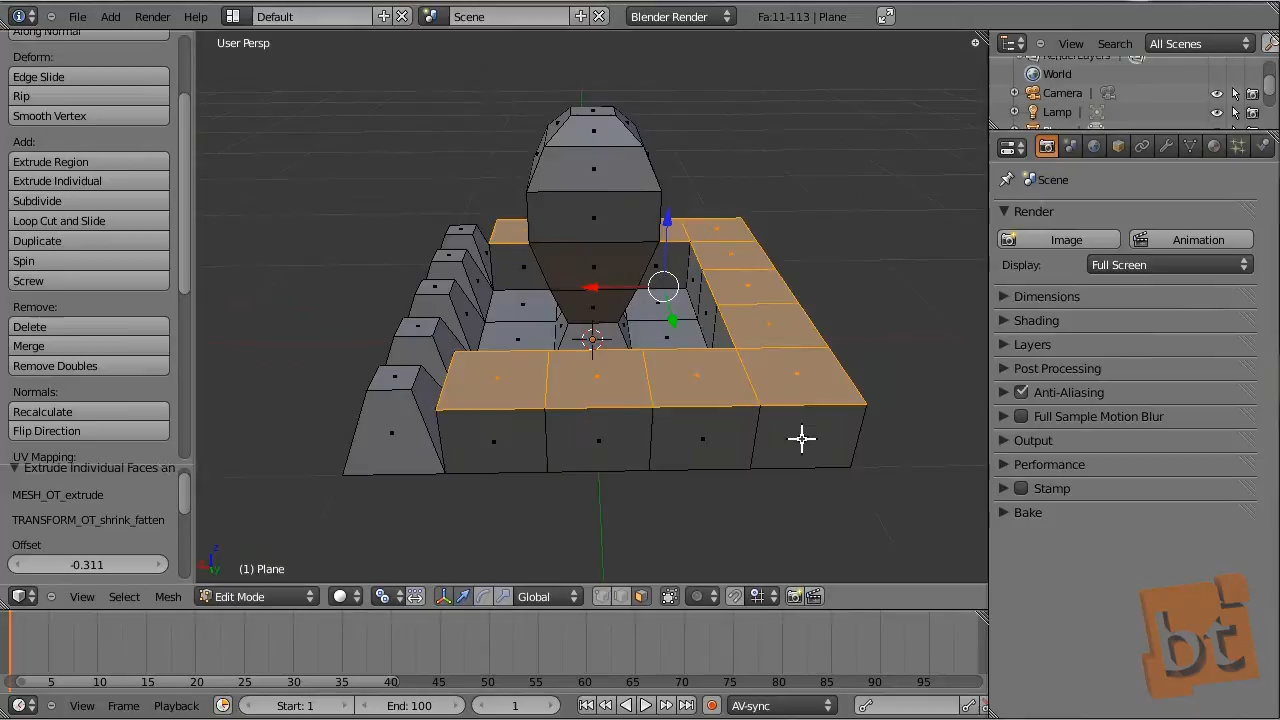 File Add Render Help Default Scene Blender Render Fa:11-113 | Plane
Along Normal
Deform:
Edge Slide
Rip
Smooth Vertex
Add:
Extrude Region
Extrude Individual
Subdivide
Loop Cut and Slide
Duplicate
Spin
Screw
Remove:
Delete
Merge
Remove Doubles
Normals:
Recalculate
Flip Direction
UV Mapping:
Extrude Individual Faces an
MESH_OT_extrude
TRANSFORM_OT_shrink_fatten
Offset
-0.311
User Persp
z
(1) Plane
View Select Mesh Edit Mode Global
5 10 15 20 25 30 35 40 45 50 55 60 65 70 75 80 85 90 95
View Frame Playback Start: 1 End: 100 1 AV-sync
View Search All Scenes
RenderLayers |
World
Camera |
Lamp |
Scene
Render
Image Animation
Display: Full Screen
Dimensions
Shading
Layers
Post Processing
Anti-Aliasing
Full Sample Motion Blur
Output
Performance
Stamp
Bake
bt